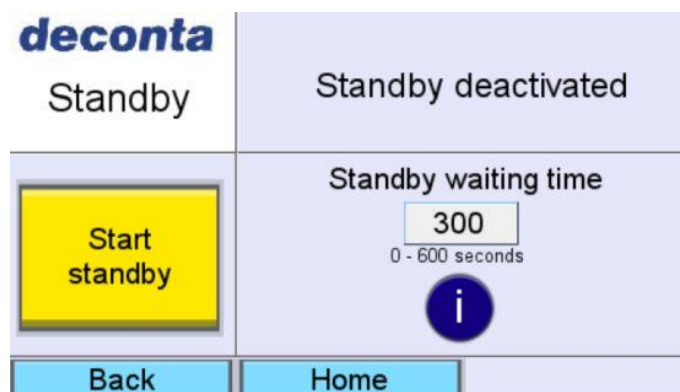 deconta
Standby
Standby deactivated
Start
standby
Standby waiting time
300
0 - 600 seconds
i
Back
Home